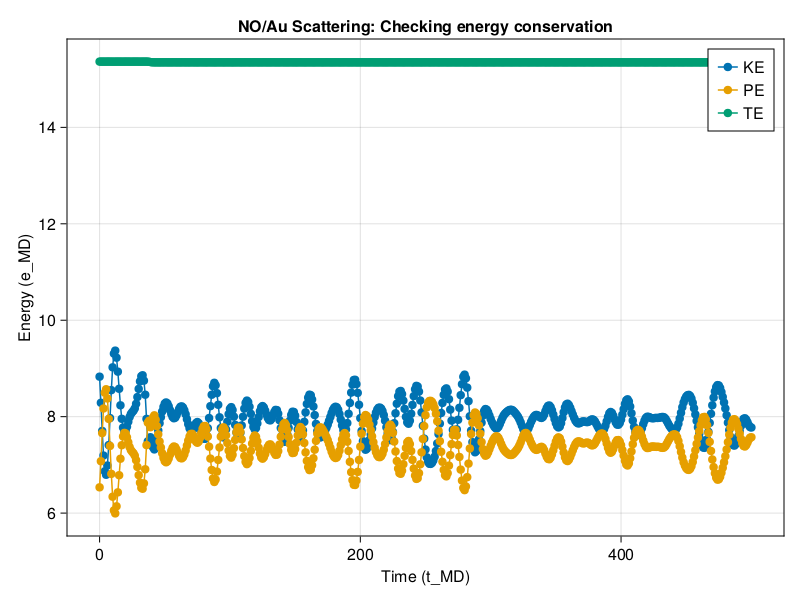 NO/Au Scattering: Checking energy conservation
KE
PE
TE
14
12
10
8
6
Energy (e_MD)
0
200
400
Time (t_MD)